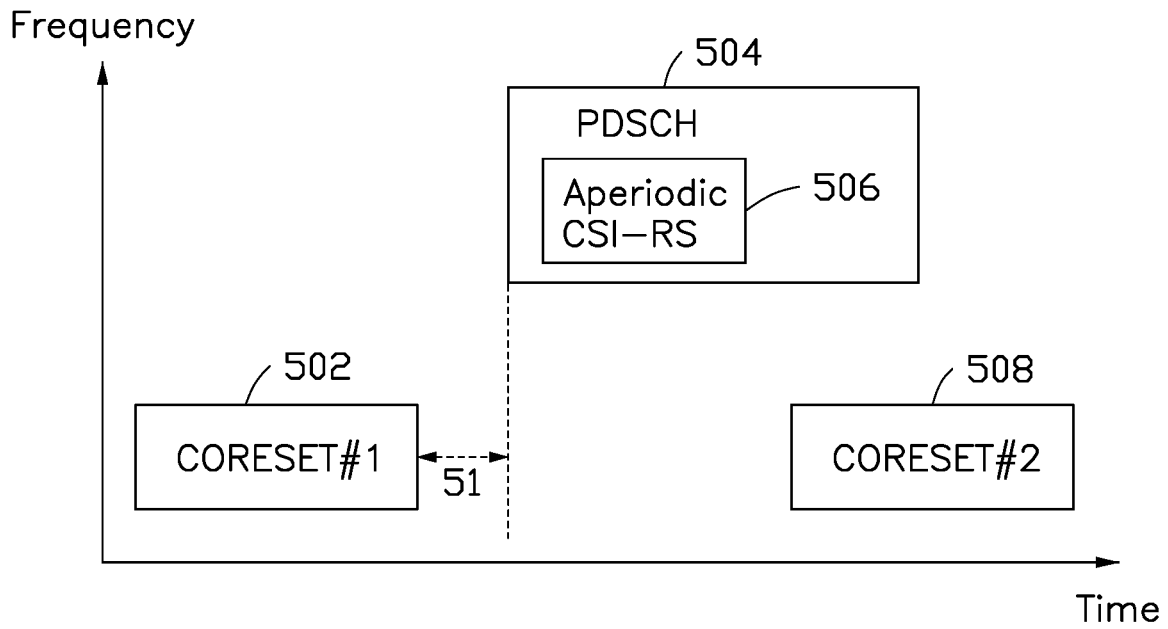 Frequency
504
PDSCH
Aperiodic
CSI-RS
506
502
508
CORESET#1
51
CORESET#2
Time